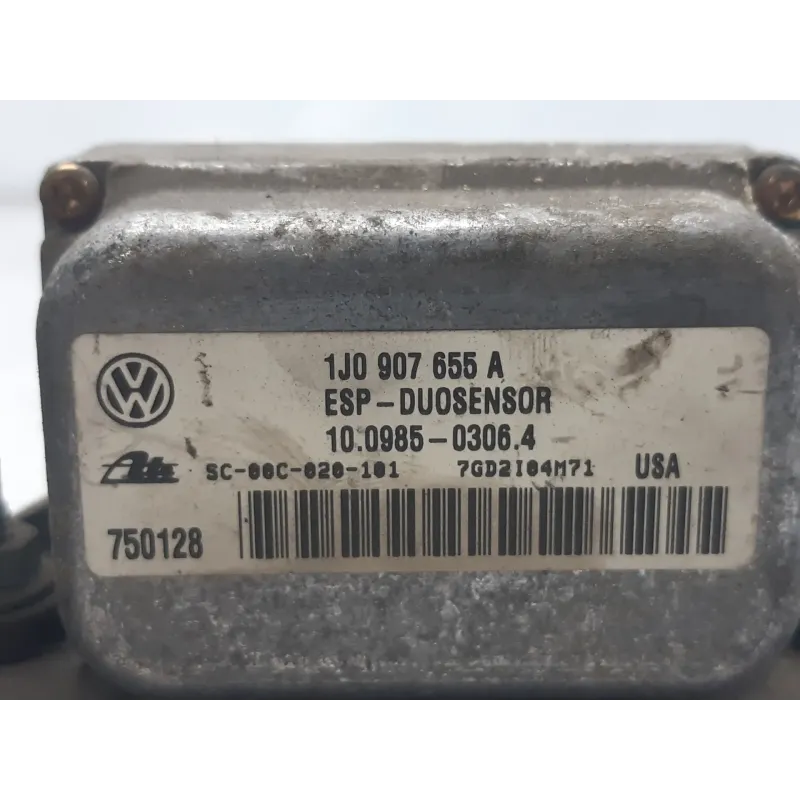 1J0 907 655 A
ESP-DUOSENSOR
10.0985-0306.4
Ate SC-00C-020-101 7GD2I04M71 USA
750128